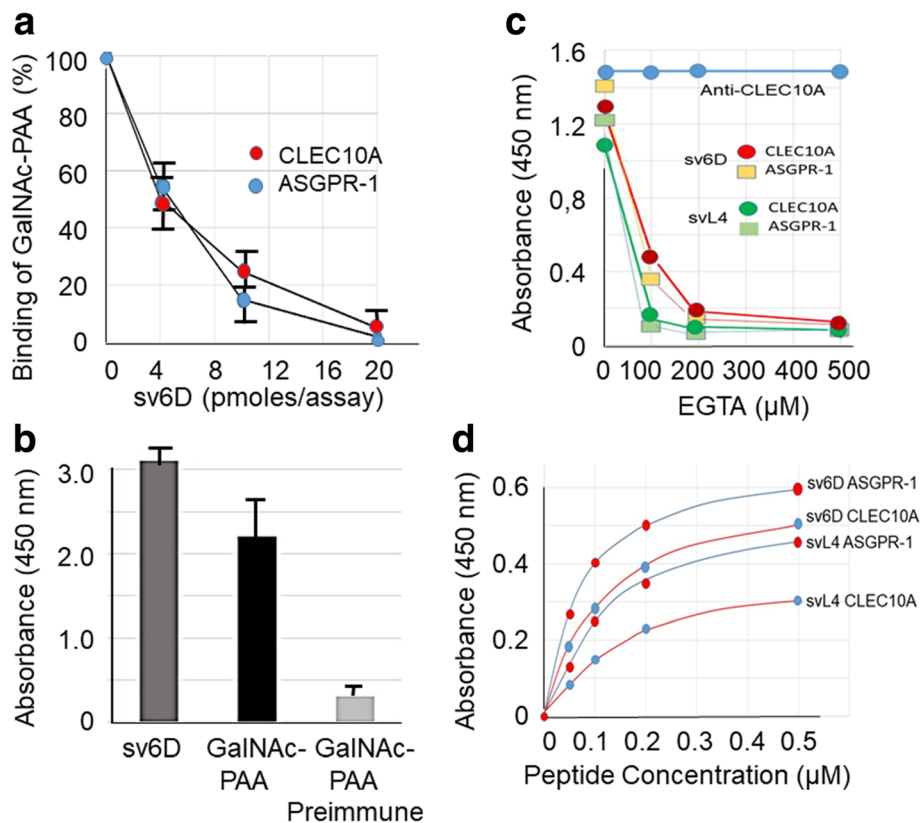 a
Binding of GalNAc-PAA (%)
100
80
60
40
20
0
CLEC10A
ASGPR-1
0 4 8 12 16 20
sv6D (pmoles/assay)
b
Absorbance (450 nm)
3.0
2.0
1.0
0
sv6D
GalNAc-
PAA
GalNAc-
PAA
Preimmune
c
Absorbance (450 nm)
1.6
1.2
0,8
0.4
0
Anti-CLEC10A
sv6D
CLEC10A
ASGPR-1
svL4
CLEC10A
ASGPR-1
0 100 200 300 400 500
EGTA (µM)
d
Absorbance (450 nm)
0.6
0.4
0.2
0
sv6D ASGPR-1
sv6D CLEC10A
svL4 ASGPR-1
svL4 CLEC10A
0 0.1 0.2 0.3 0.4 0.5
Peptide Concentration (µM)